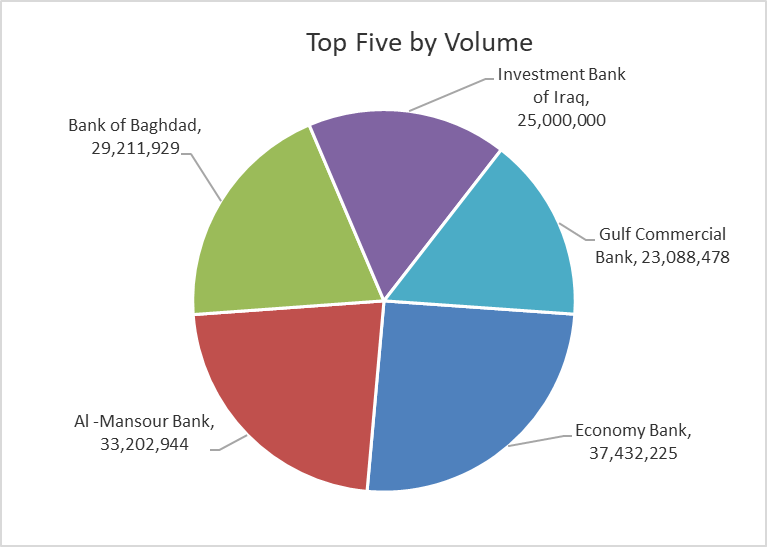 Top Five by Volume
Investment Bank
of Iraq,
25,000,000
Bank of Baghdad,
29,211,929
Gulf Commercial
Bank, 23,088,478
Al -Mansour Bank,
33,202,944
Economy Bank,
37,432,225